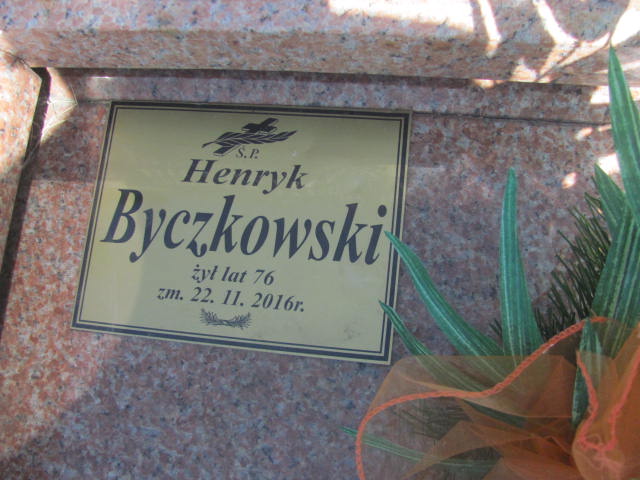 Ś.P.
Henryk
Byczkowski
żył lat 76
zm. 22. 11. 2016r.